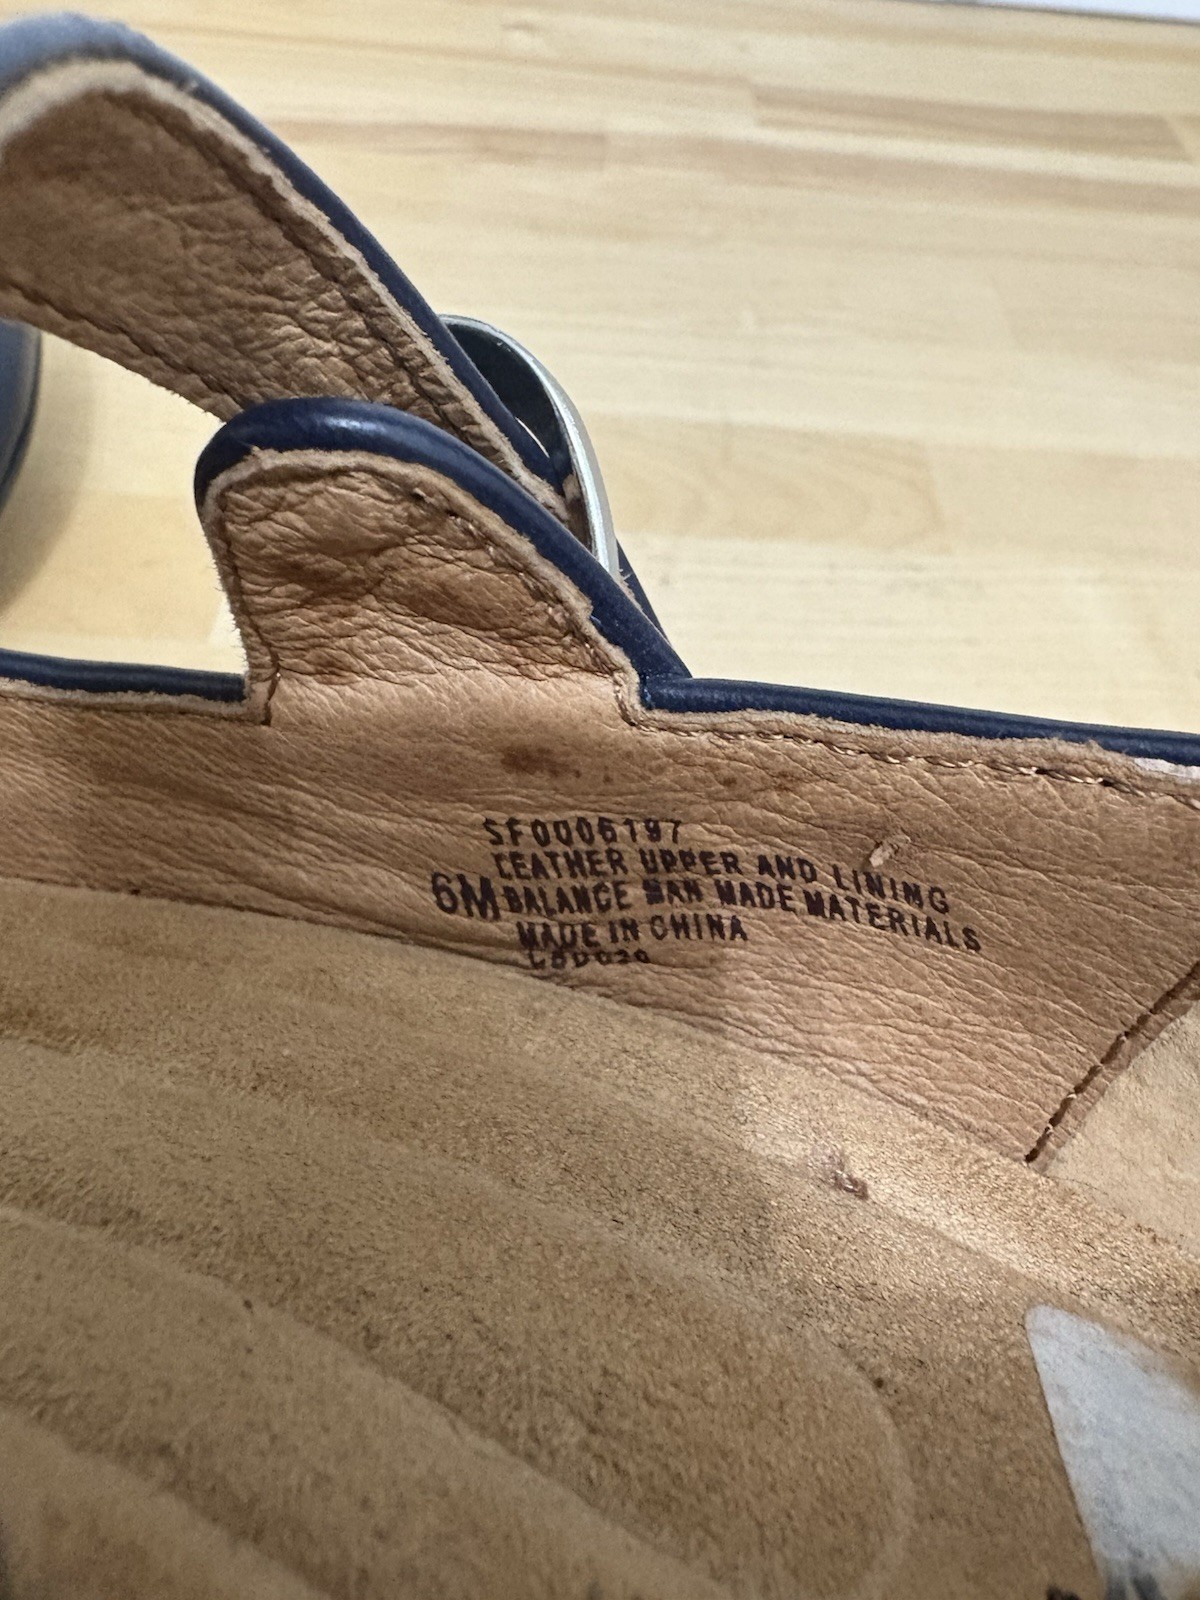 SF0006197
LEATHER UPPER AND LINING
6M BALANCE MAN MADE MATERIALS
MADE IN CHINA